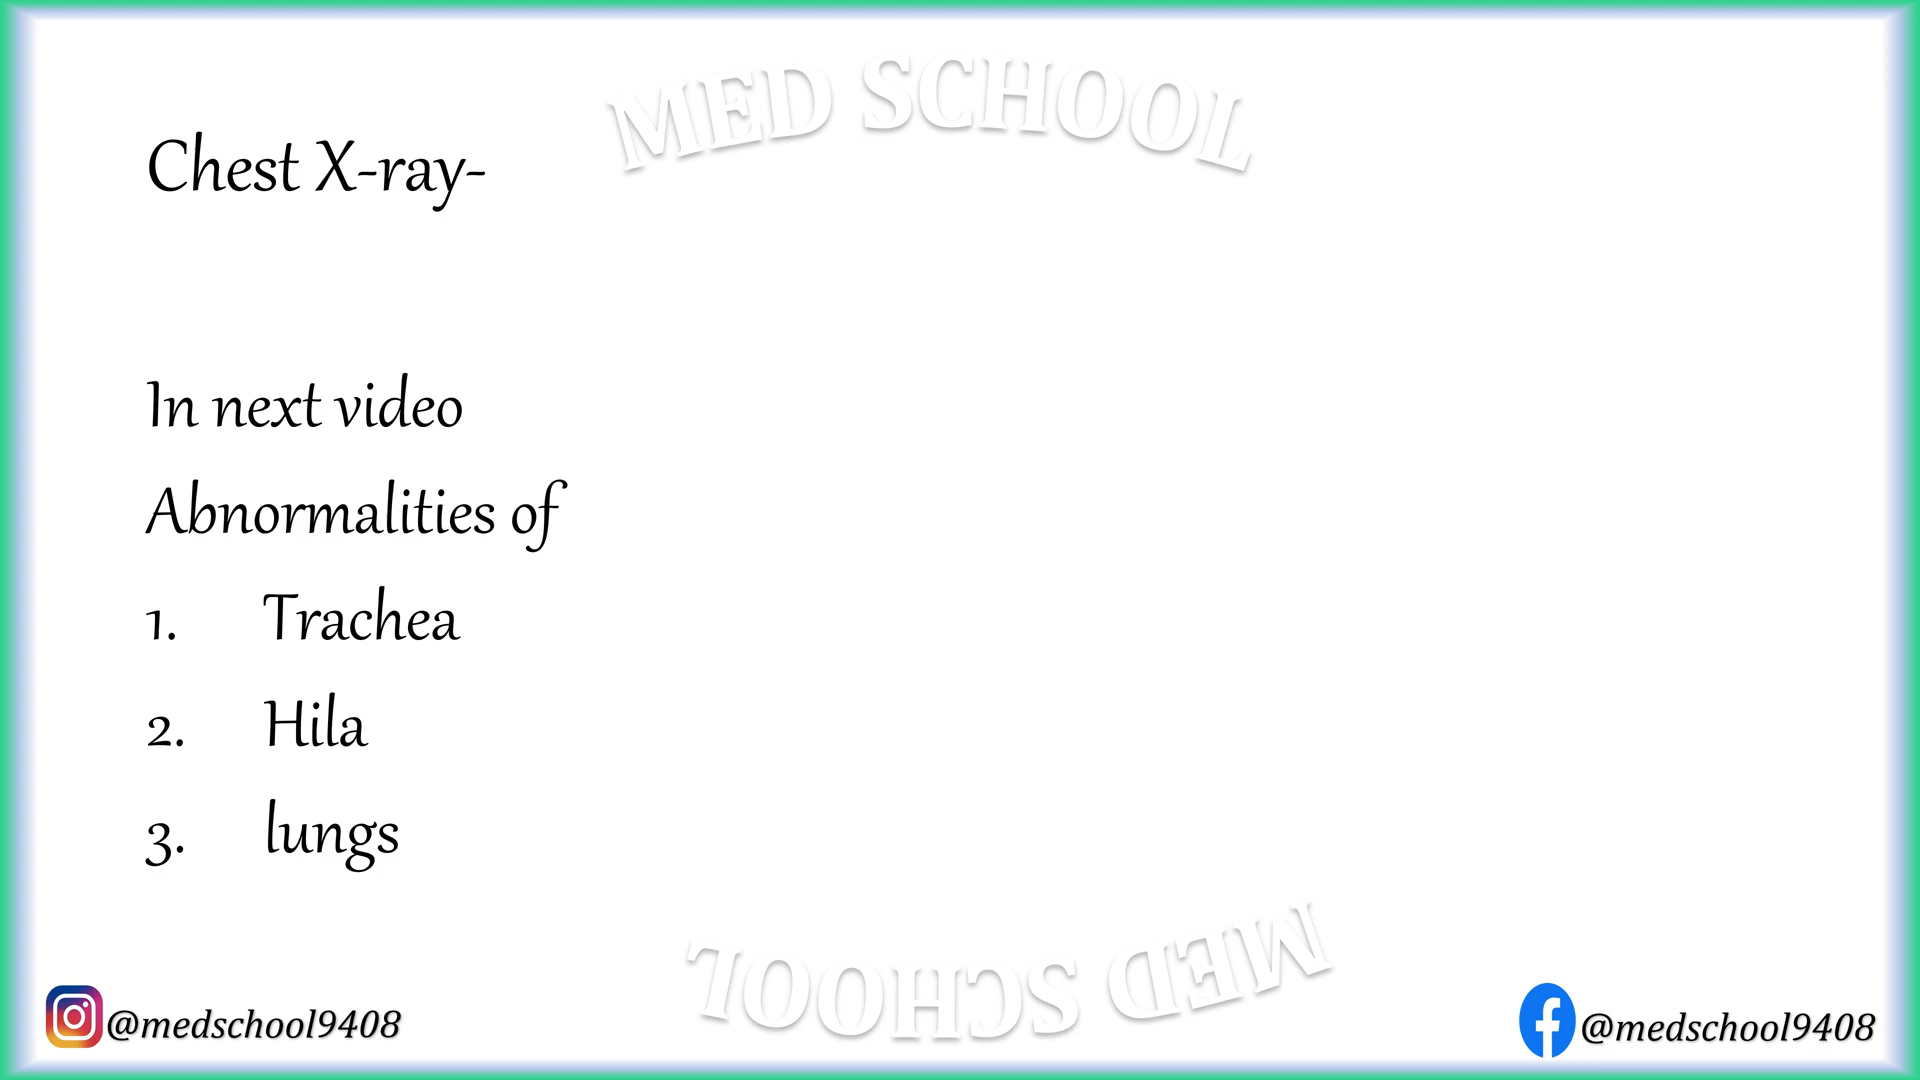 MED SCHOOL
Chest X-ray-
In next video
Abnormalities of
1. Trachea
2. Hila
3. lungs
MED SCHOOL
@medschool9408
@medschool9408